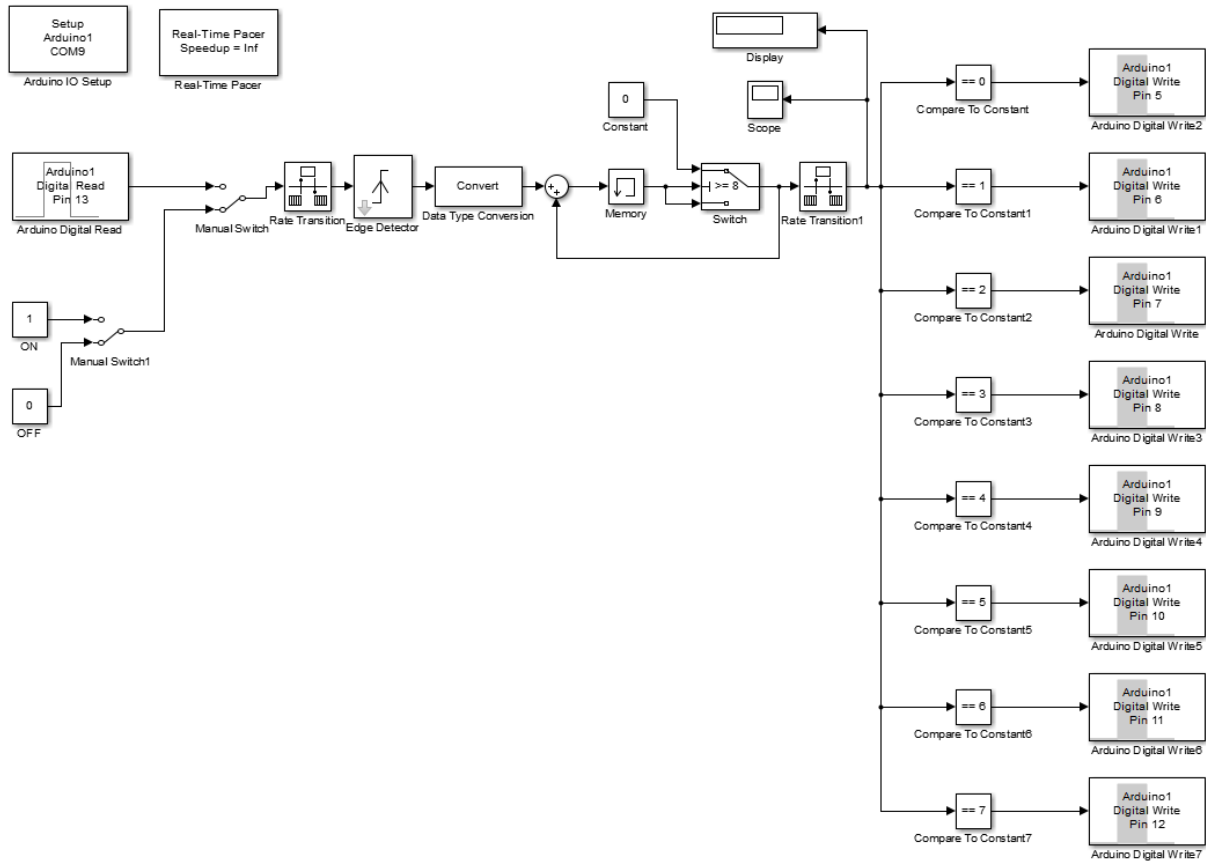 Setup
Arduino1
COM9
Arduino IO Setup
Real-Time Pacer
Speedup = Inf
Real-Time Pacer
Display
Scope
0
Constant
Arduino1
Digital Read
Pin 13
Arduino Digital Read
Manual Switch
Rate Transition
Edge Detector
Convert
Data Type Conversion
++
Memory
>= 8
Switch
Rate Transition1
1
ON
Manual Switch1
0
OFF
== 0
Compare To Constant
Arduino1
Digital Write
Pin 5
Arduino Digital Write2
== 1
Compare To Constant1
Arduino1
Digital Write
Pin 6
Arduino Digital Write1
== 2
Compare To Constant2
Arduino1
Digital Write
Pin 7
Arduino Digital Write
== 3
Compare To Constant3
Arduino1
Digital Write
Pin 8
Arduino Digital Write3
== 4
Compare To Constant4
Arduino1
Digital Write
Pin 9
Arduino Digital Write4
== 5
Compare To Constant5
Arduino1
Digital Write
Pin 10
Arduino Digital Write5
== 6
Compare To Constant6
Arduino1
Digital Write
Pin 11
Arduino Digital Write6
== 7
Compare To Constant7
Arduino1
Digital Write
Pin 12
Arduino Digital Write7